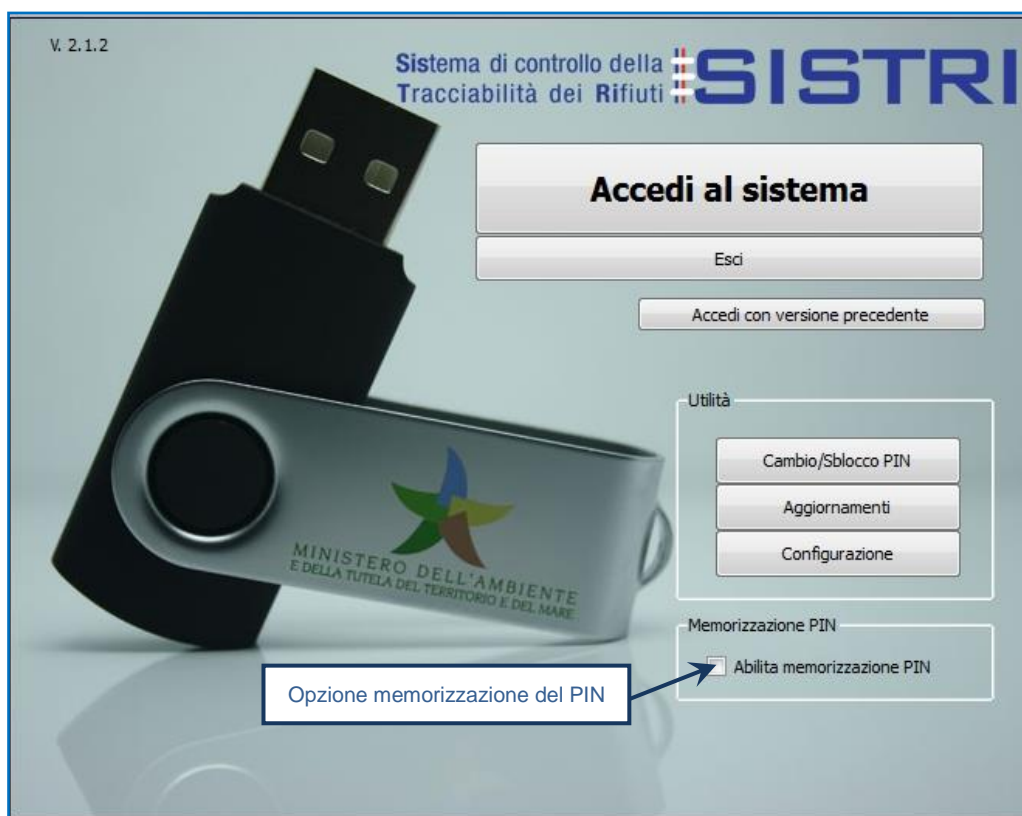 V. 2.1.2
Sistema di controllo della
Tracciabilità dei Rifiuti
SISTRI
Accedi al sistema
Esci
Accedi con versione precedente
Utilità
Cambio/Sblocco PIN
Aggiornamenti
Configurazione
MINISTERO DELL'AMBIENTE
E DELLA TUTELA DEL TERRITORIO E DEL MARE
Memorizzazione PIN
Abilita memorizzazione PIN
Opzione memorizzazione del PIN